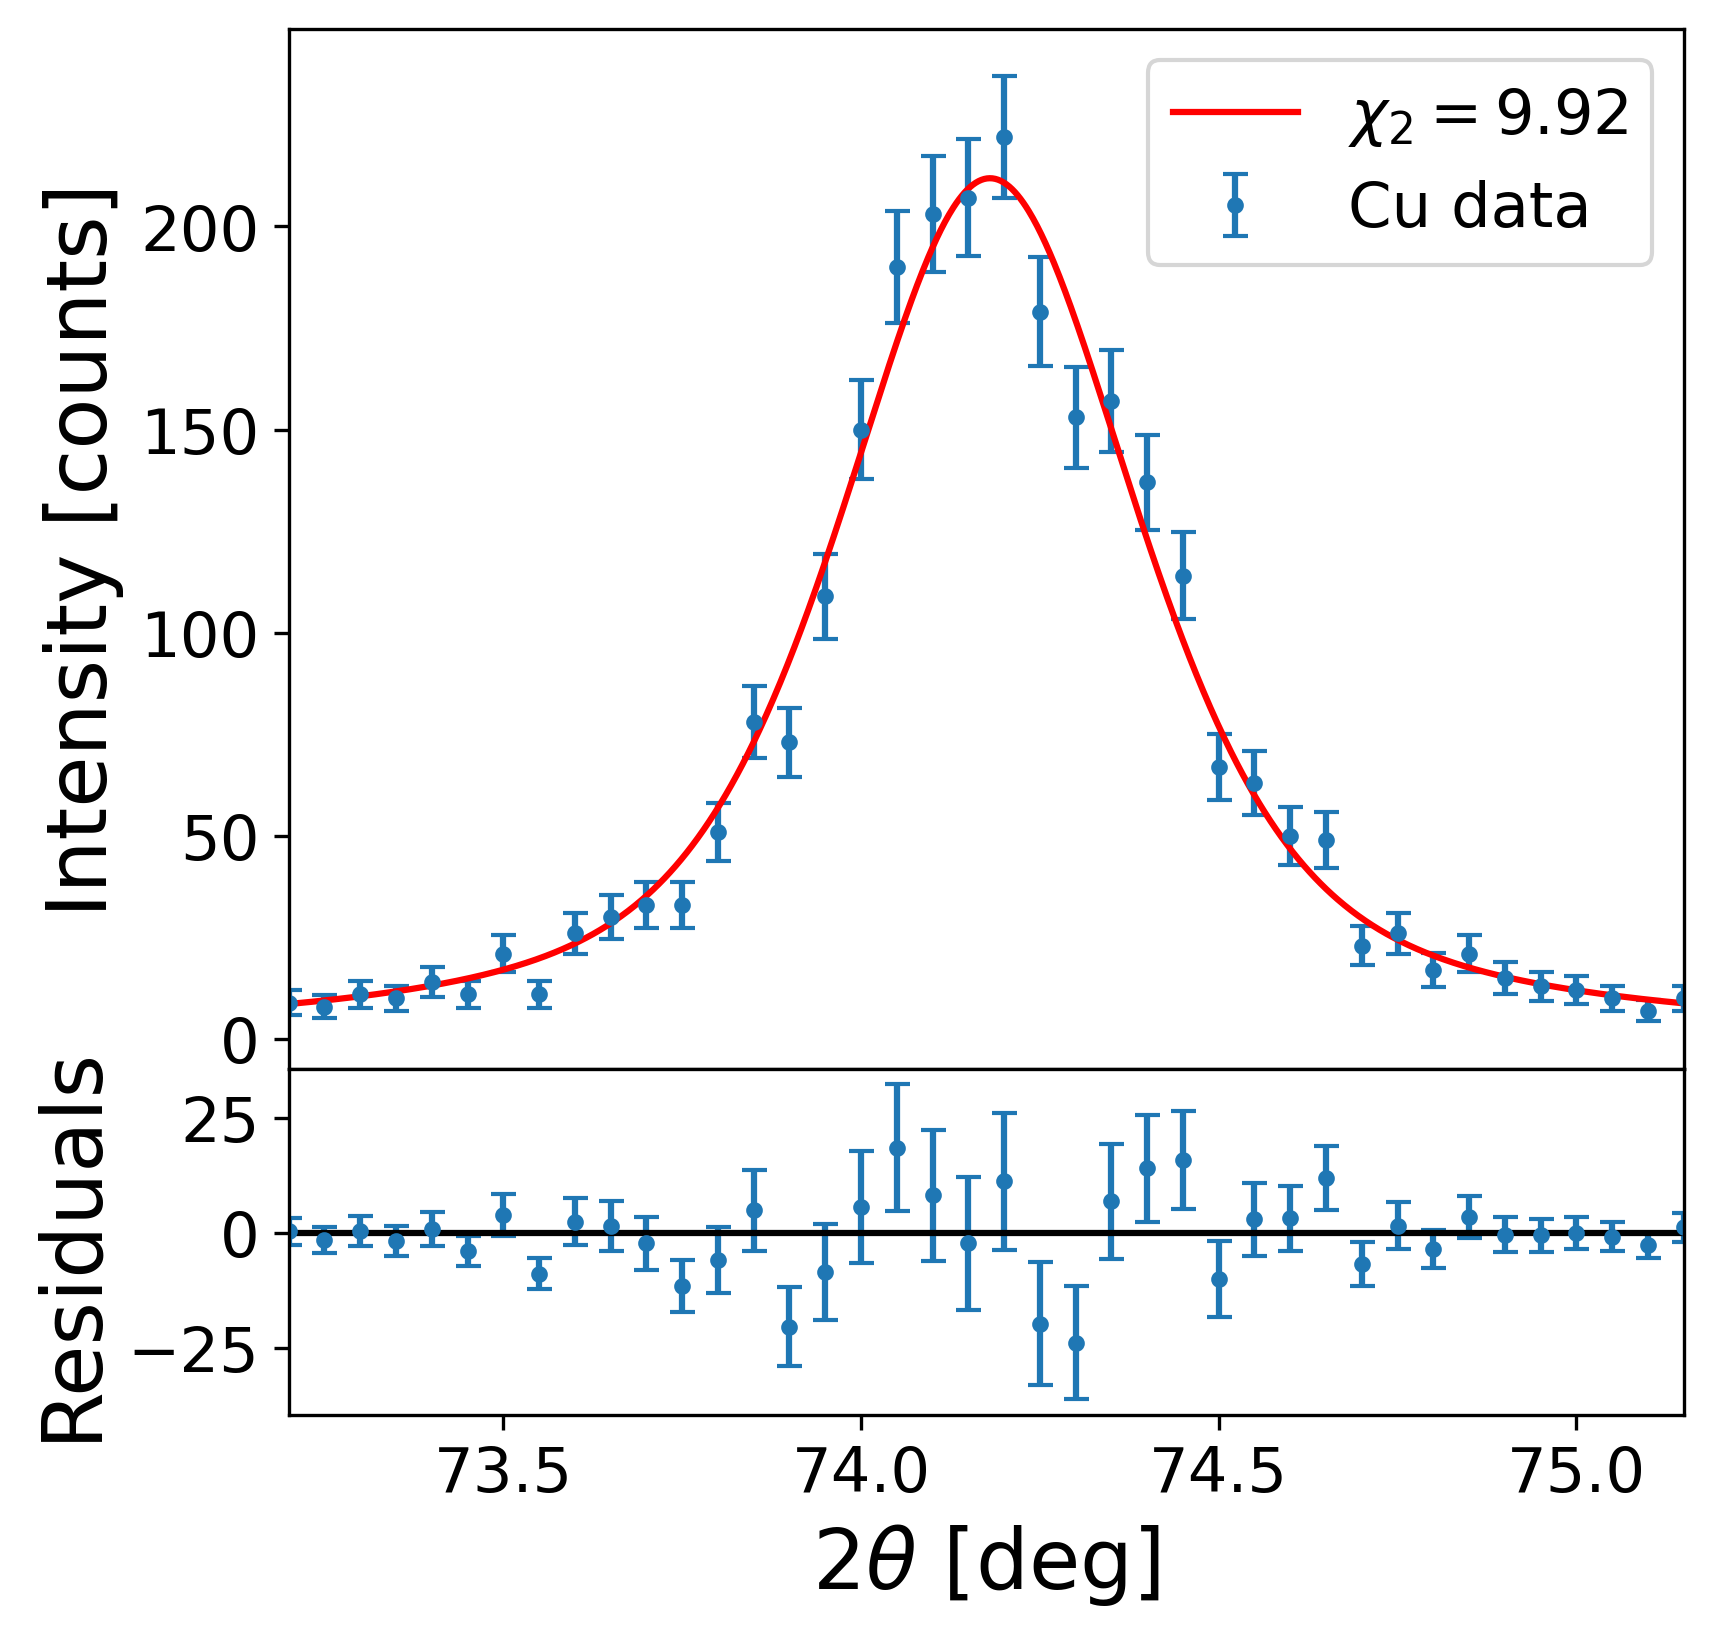 χ₂ = 9.92
Cu data
Intensity [counts]
200
150
100
50
0
Residuals
25
0
−25
73.5 74.0 74.5 75.0
2θ [deg]